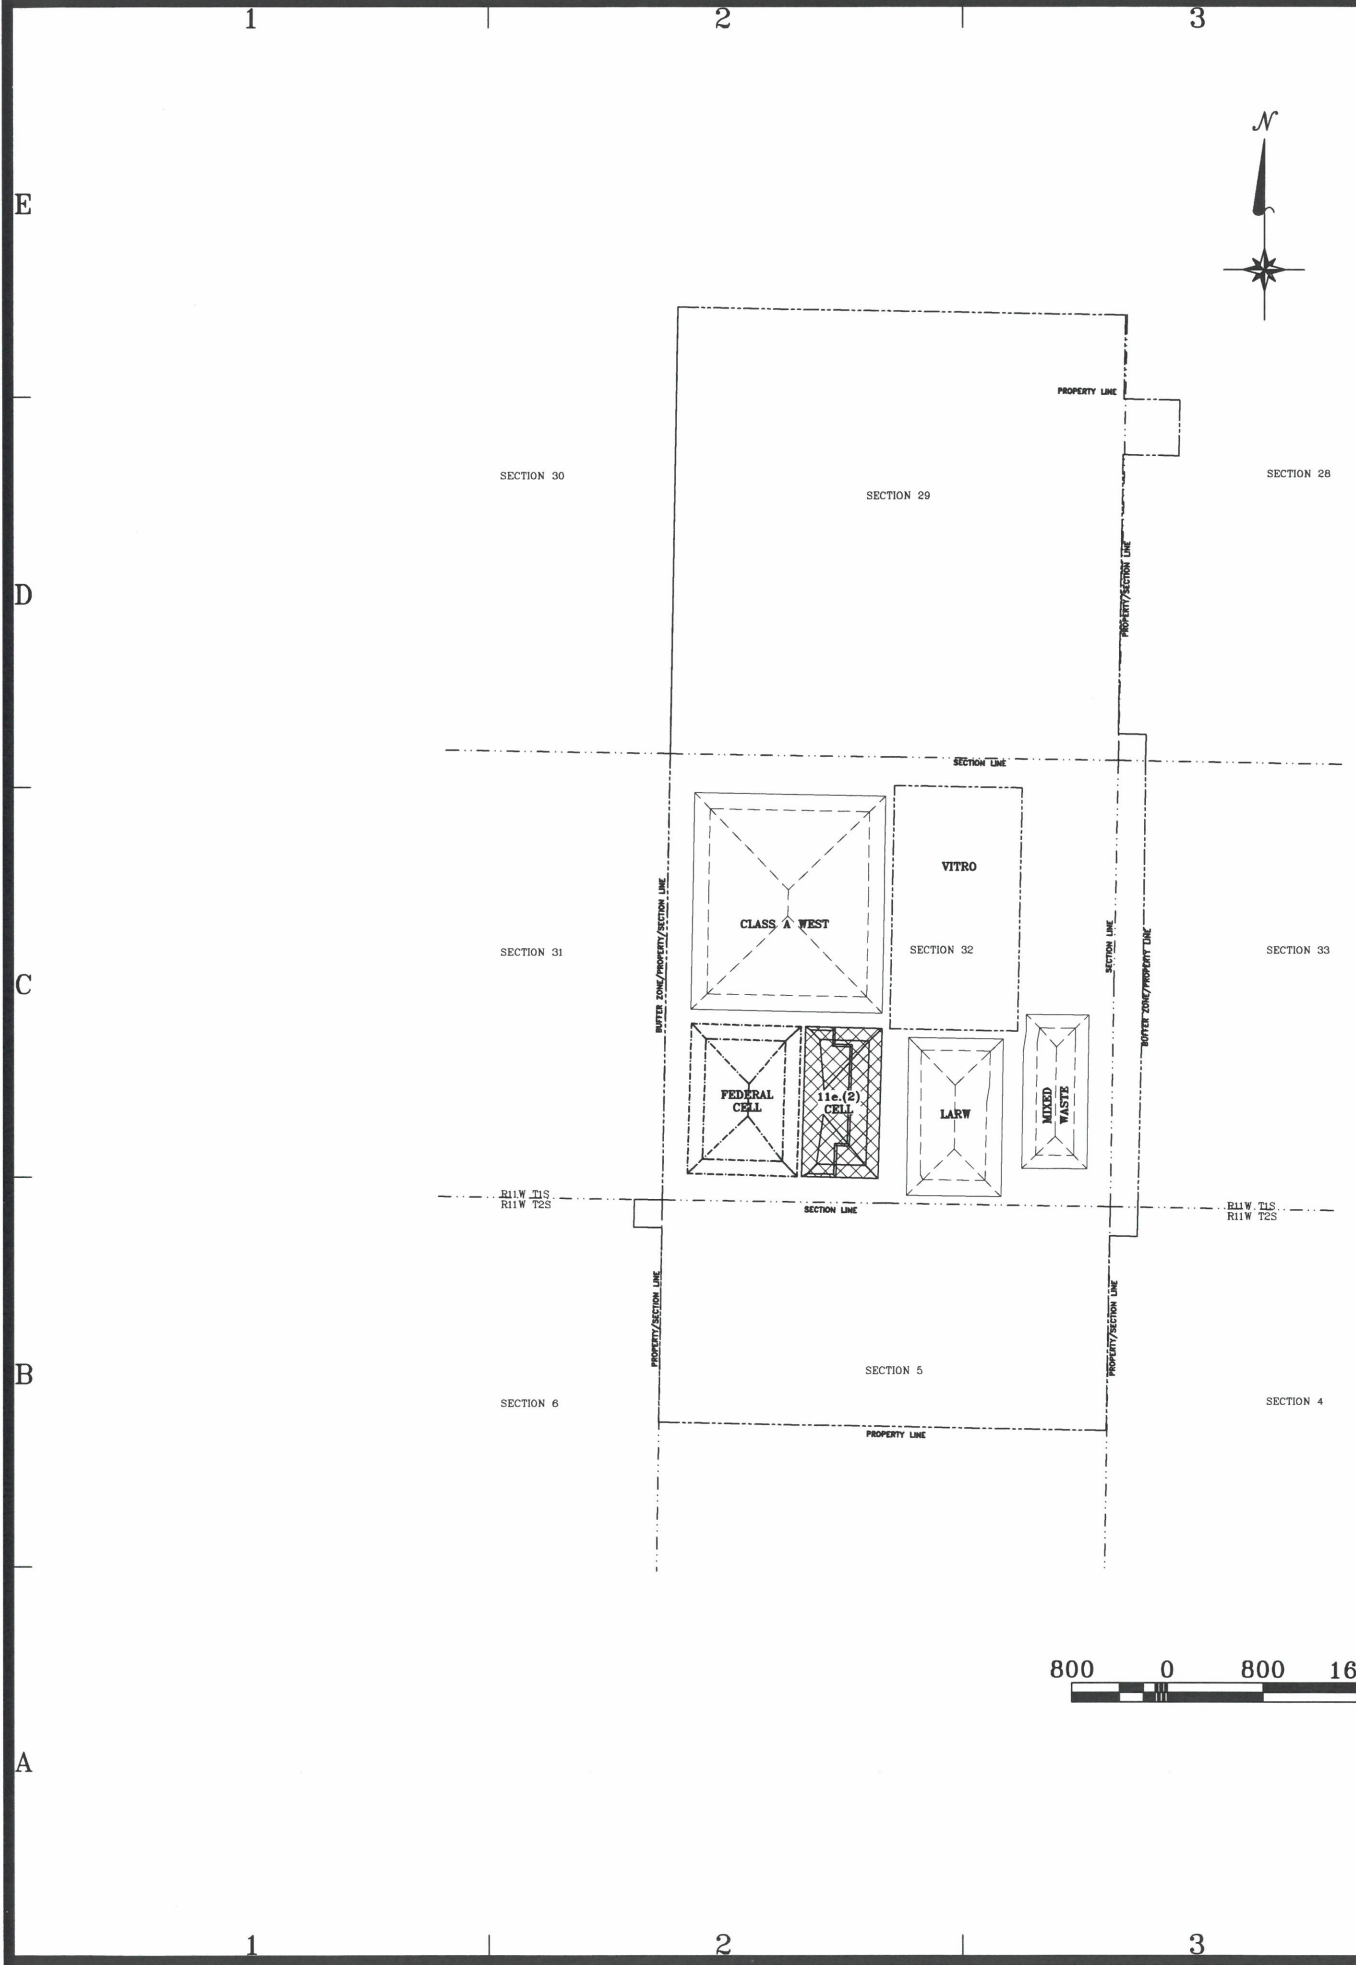 1 2 3
N
E
PROPERTY LINE
SECTION 30
SECTION 29
SECTION 28
PROPERTY/SECTION LINE
D
SECTION LINE
VITRO
CLASS A WEST
BUFFER ZONE/PROPERTY/SECTION LINE
SECTION 31
SECTION 32
SECTION LINE
BUFFER ZONE/PROPERTY LINE
SECTION 33
C
FEDERAL
CELL
11e.(2)
CELL
LARW
MIXED
WASTE
R11W T1S
R11W T2S
SECTION LINE
R11W T1S
R11W T2S
PROPERTY/SECTION LINE
PROPERTY/SECTION LINE
B
SECTION 5
SECTION 6
SECTION 4
PROPERTY LINE
800 0 800 16
A
1 2 3